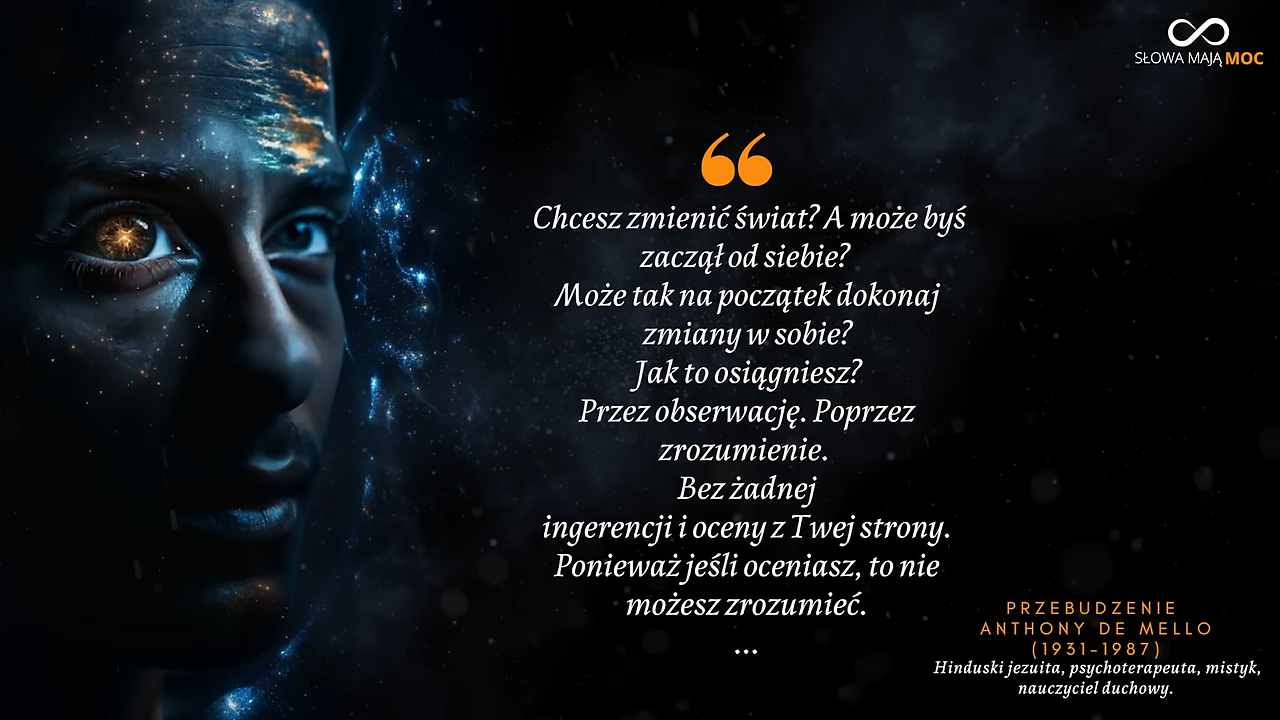 SŁOWA MAJĄ MOC
Chcesz zmienić świat? A może byś
zaczął od siebie?
Może tak na początek dokonaj
zmiany w sobie?
Jak to osiągniesz?
Przez obserwację. Poprzez
zrozumienie.
Bez żadnej
ingerencji i oceny z Twej strony.
Ponieważ jeśli oceniasz, to nie
możesz zrozumieć.
...
PRZEBUDZENIE
ANTHONY DE MELLO
(1931-1987)
Hinduski jezuita, psychoterapeuta, mistyk,
nauczyciel duchowy.